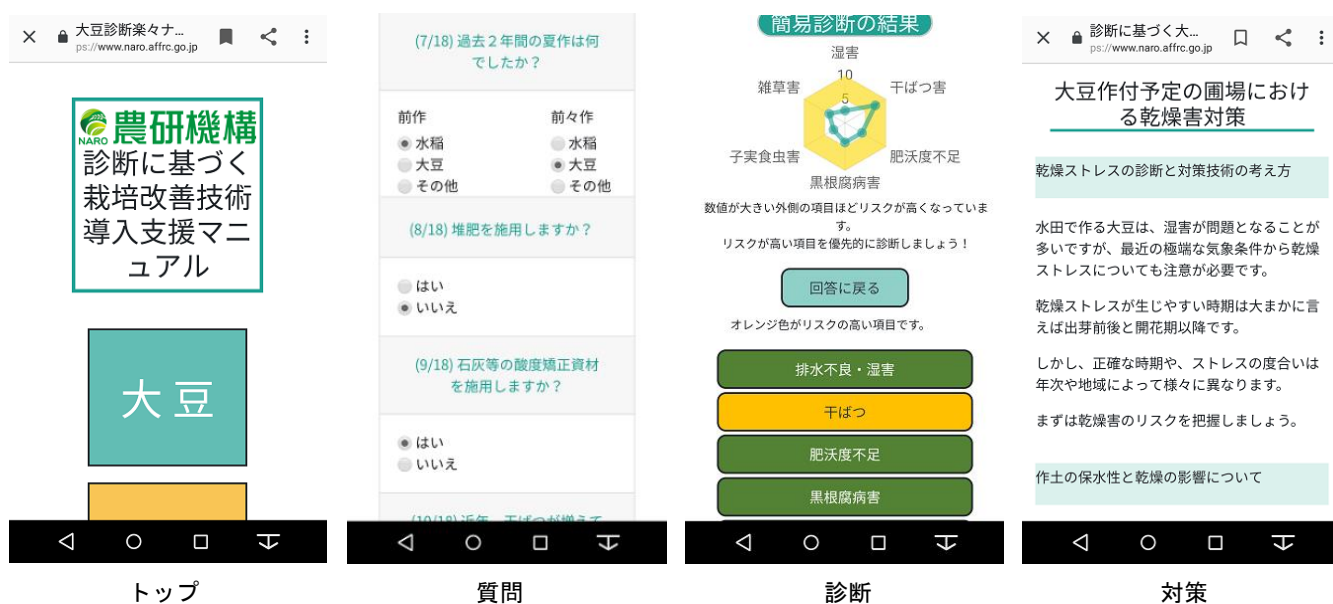 大豆診断楽々ナ...
ps://www.naro.affrc.go.jp
NARO 農研機構
診断に基づく
栽培改善技術
導入支援マニ
ュアル
大豆
トップ
(7/18) 過去２年間の夏作は何
でしたか？
前作 前々作
水稲 水稲
大豆 大豆
その他 その他
(8/18) 堆肥を施用しますか？
はい
いいえ
(9/18) 石灰等の酸度矯正資材
を施用しますか？
はい
いいえ
(10/18) 近年、干ばつが増えて
質問
簡易診断の結果
湿害
10
雑草害 干ばつ害
5
子実食虫害 肥沃度不足
黒根腐病害
数値が大きい外側の項目ほどリスクが高くなっていま
す。
リスクが高い項目を優先的に診断しましょう！
回答に戻る
オレンジ色がリスクの高い項目です。
排水不良・湿害
干ばつ
肥沃度不足
黒根腐病害
診断
診断に基づく大...
ps://www.naro.affrc.go.jp
大豆作付予定の圃場におけ
る乾燥害対策
乾燥ストレスの診断と対策技術の考え方
水田で作る大豆は、湿害が問題となることが
多いですが、最近の極端な気象条件から乾燥
ストレスについても注意が必要です。
乾燥ストレスが生じやすい時期は大まかに言
えば出芽前後と開花期以降です。
しかし、正確な時期や、ストレスの度合いは
年次や地域によって様々に異なります。
まずは乾燥害のリスクを把握しましょう。
作土の保水性と乾燥の影響について
対策